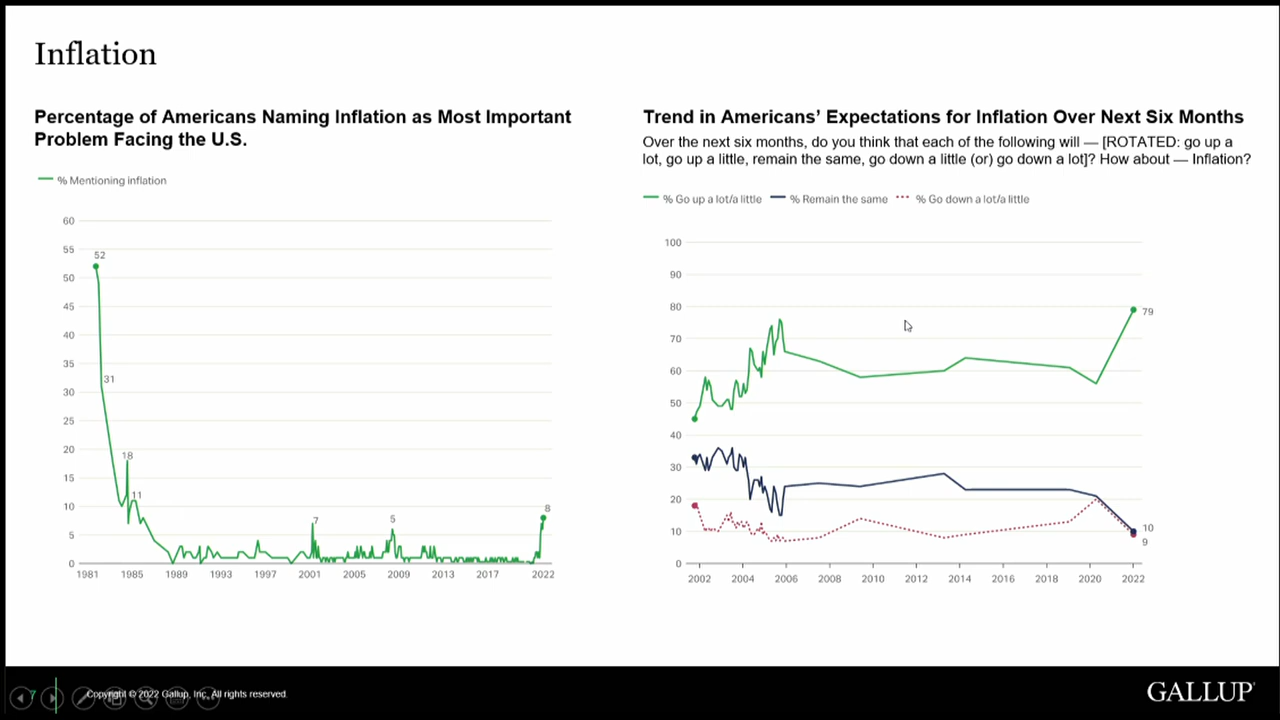 Inflation
Percentage of Americans Naming Inflation as Most Important
Problem Facing the U.S.
% Mentioning inflation
60
55
50
45
40
35
30
25
20
15
10
5
0
52
31
18
11
7
5
8
1981 1985 1989 1993 1997 2001 2005 2009 2013 2017 2022
Trend in Americans’ Expectations for Inflation Over Next Six Months
Over the next six months, do you think that each of the following will — [ROTATED: go up a
lot, go up a little, remain the same, go down a little (or) go down a lot]? How about — Inflation?
% Go up a lot/a little % Remain the same % Go down a lot/a little
100
90
80
70
60
50
40
30
20
10
0
79
10
9
2002 2004 2006 2008 2010 2012 2014 2016 2018 2020 2022
7
Copyright © 2022 Gallup, Inc. All rights reserved.
GALLUP